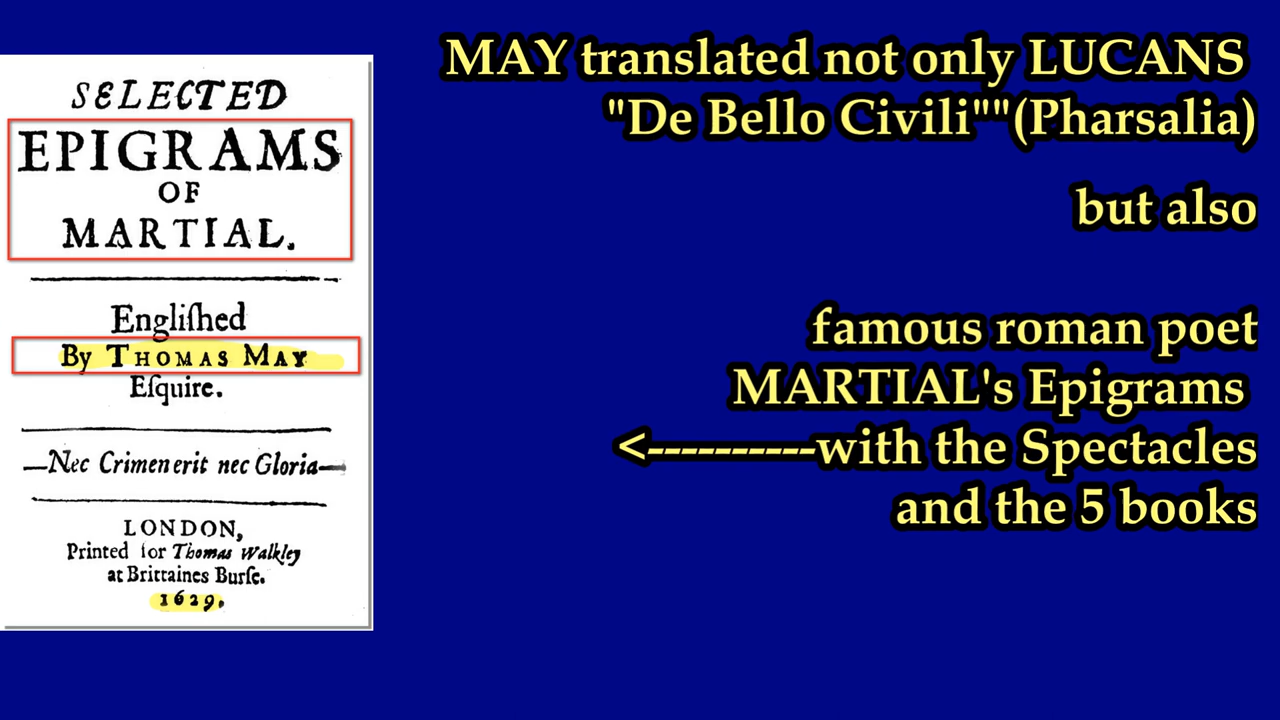 SELECTED
EPIGRAMS
OF
MARTIAL.
Engliſhed
By THOMAS MAY
Eſquire.
—Nec Crimen erit nec Gloria—
LONDON,
Printed for Thomas Walkley
at Brittaines Burſe.
1629.
MAY translated not only LUCANS
"De Bello Civili""(Pharsalia)
but also
famous roman poet
MARTIAL's Epigrams
<----------with the Spectacles
and the 5 books